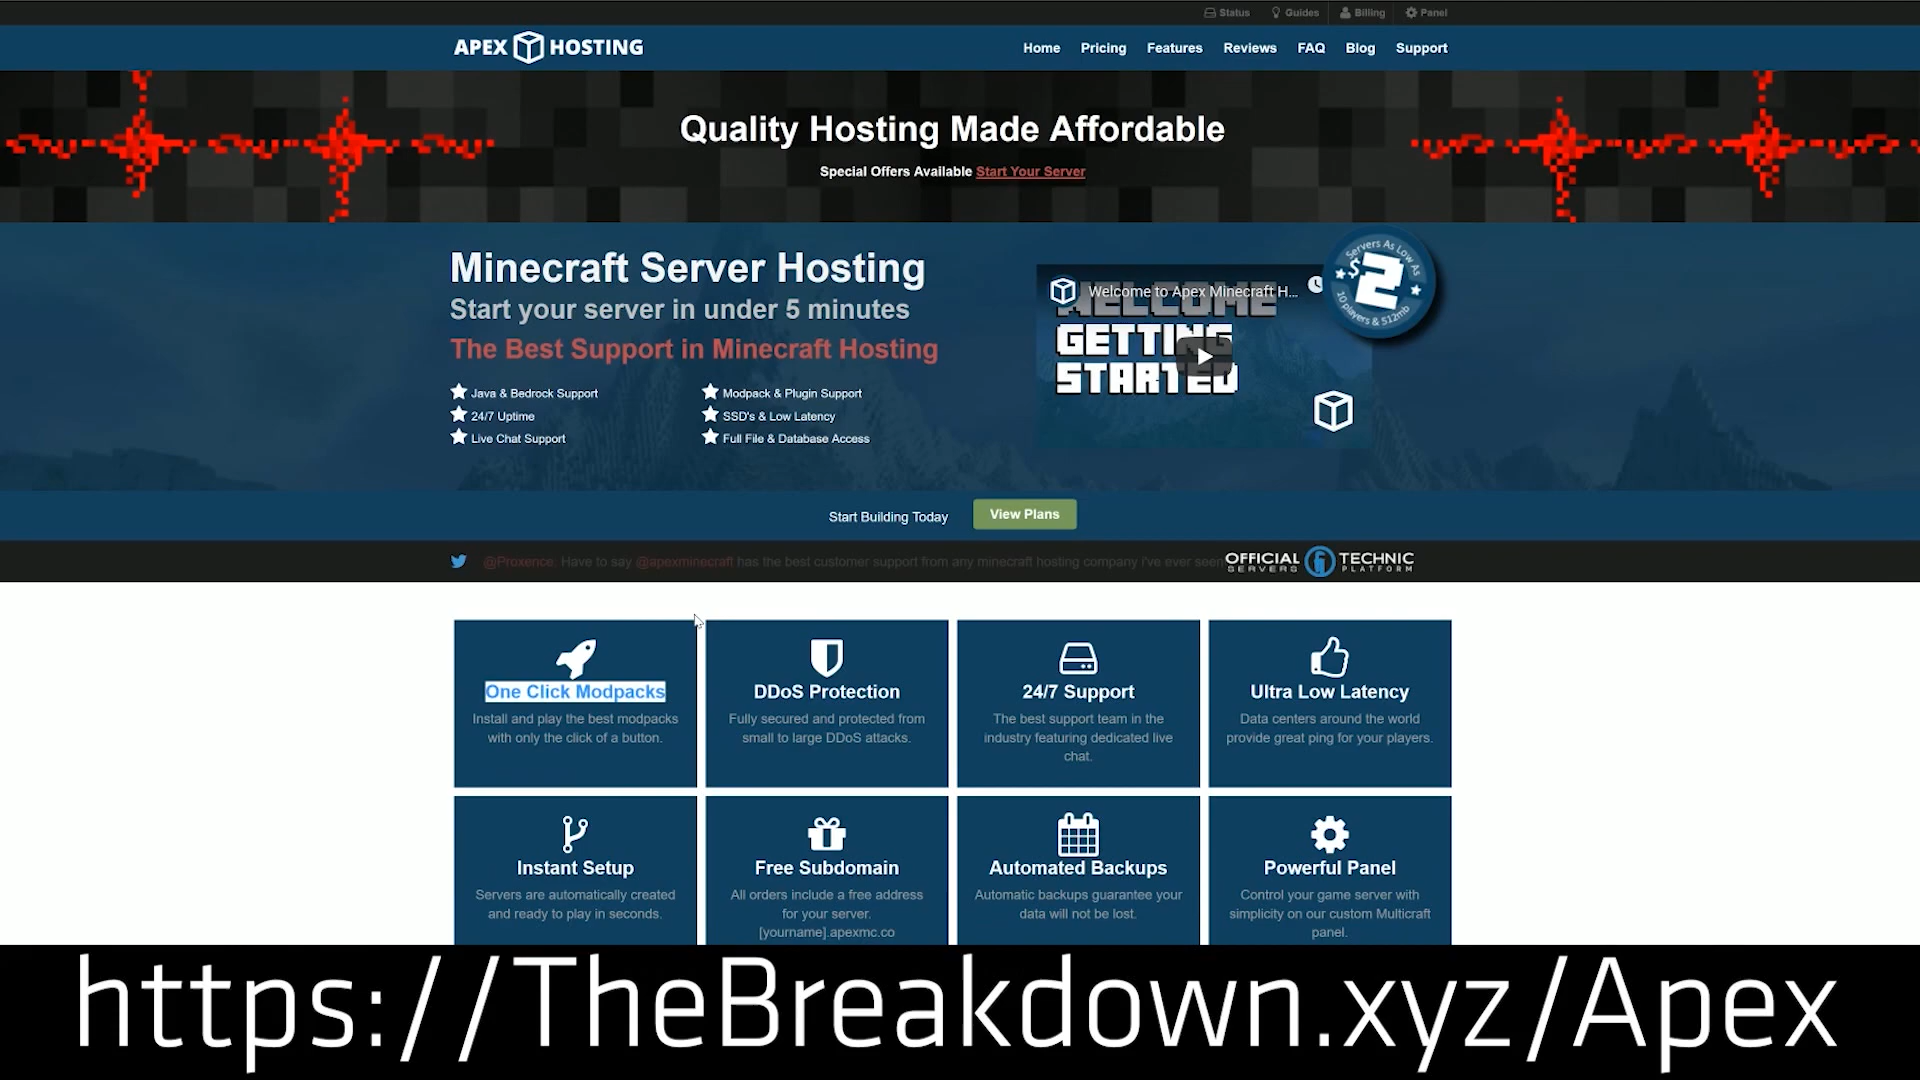 Status Guides Billing Panel
APEX HOSTING
Home Pricing Features Reviews FAQ Blog Support
Quality Hosting Made Affordable
Special Offers Available Start Your Server
Minecraft Server Hosting
Start your server in under 5 minutes
The Best Support in Minecraft Hosting
Java & Bedrock Support
Modpack & Plugin Support
24/7 Uptime
SSD's & Low Latency
Live Chat Support
Full File & Database Access
Welcome to Apex Minecraft H...
WELCOME
GETTING
STARTED
Servers As Low As
$2
10 players & 512mb
Start Building Today
View Plans
@Proxence: Have to say @apexminecraft has the best customer support from any minecraft hosting company i've ever seen
OFFICIAL SERVERS
TECHNIC PLATFORM
One Click Modpacks
Install and play the best modpacks
with only the click of a button.
DDoS Protection
Fully secured and protected from
small to large DDoS attacks.
24/7 Support
The best support team in the
industry featuring dedicated live
chat.
Ultra Low Latency
Data centers around the world
provide great ping for your players.
Instant Setup
Servers are automatically created
and ready to play in seconds.
Free Subdomain
All orders include a free address
for your server.
[yourname].apexmc.co
Automated Backups
Automatic backups guarantee your
data will not be lost.
Powerful Panel
Control your game server with
simplicity on our custom Multicraft
panel.
https://TheBreakdown.xyz/Apex